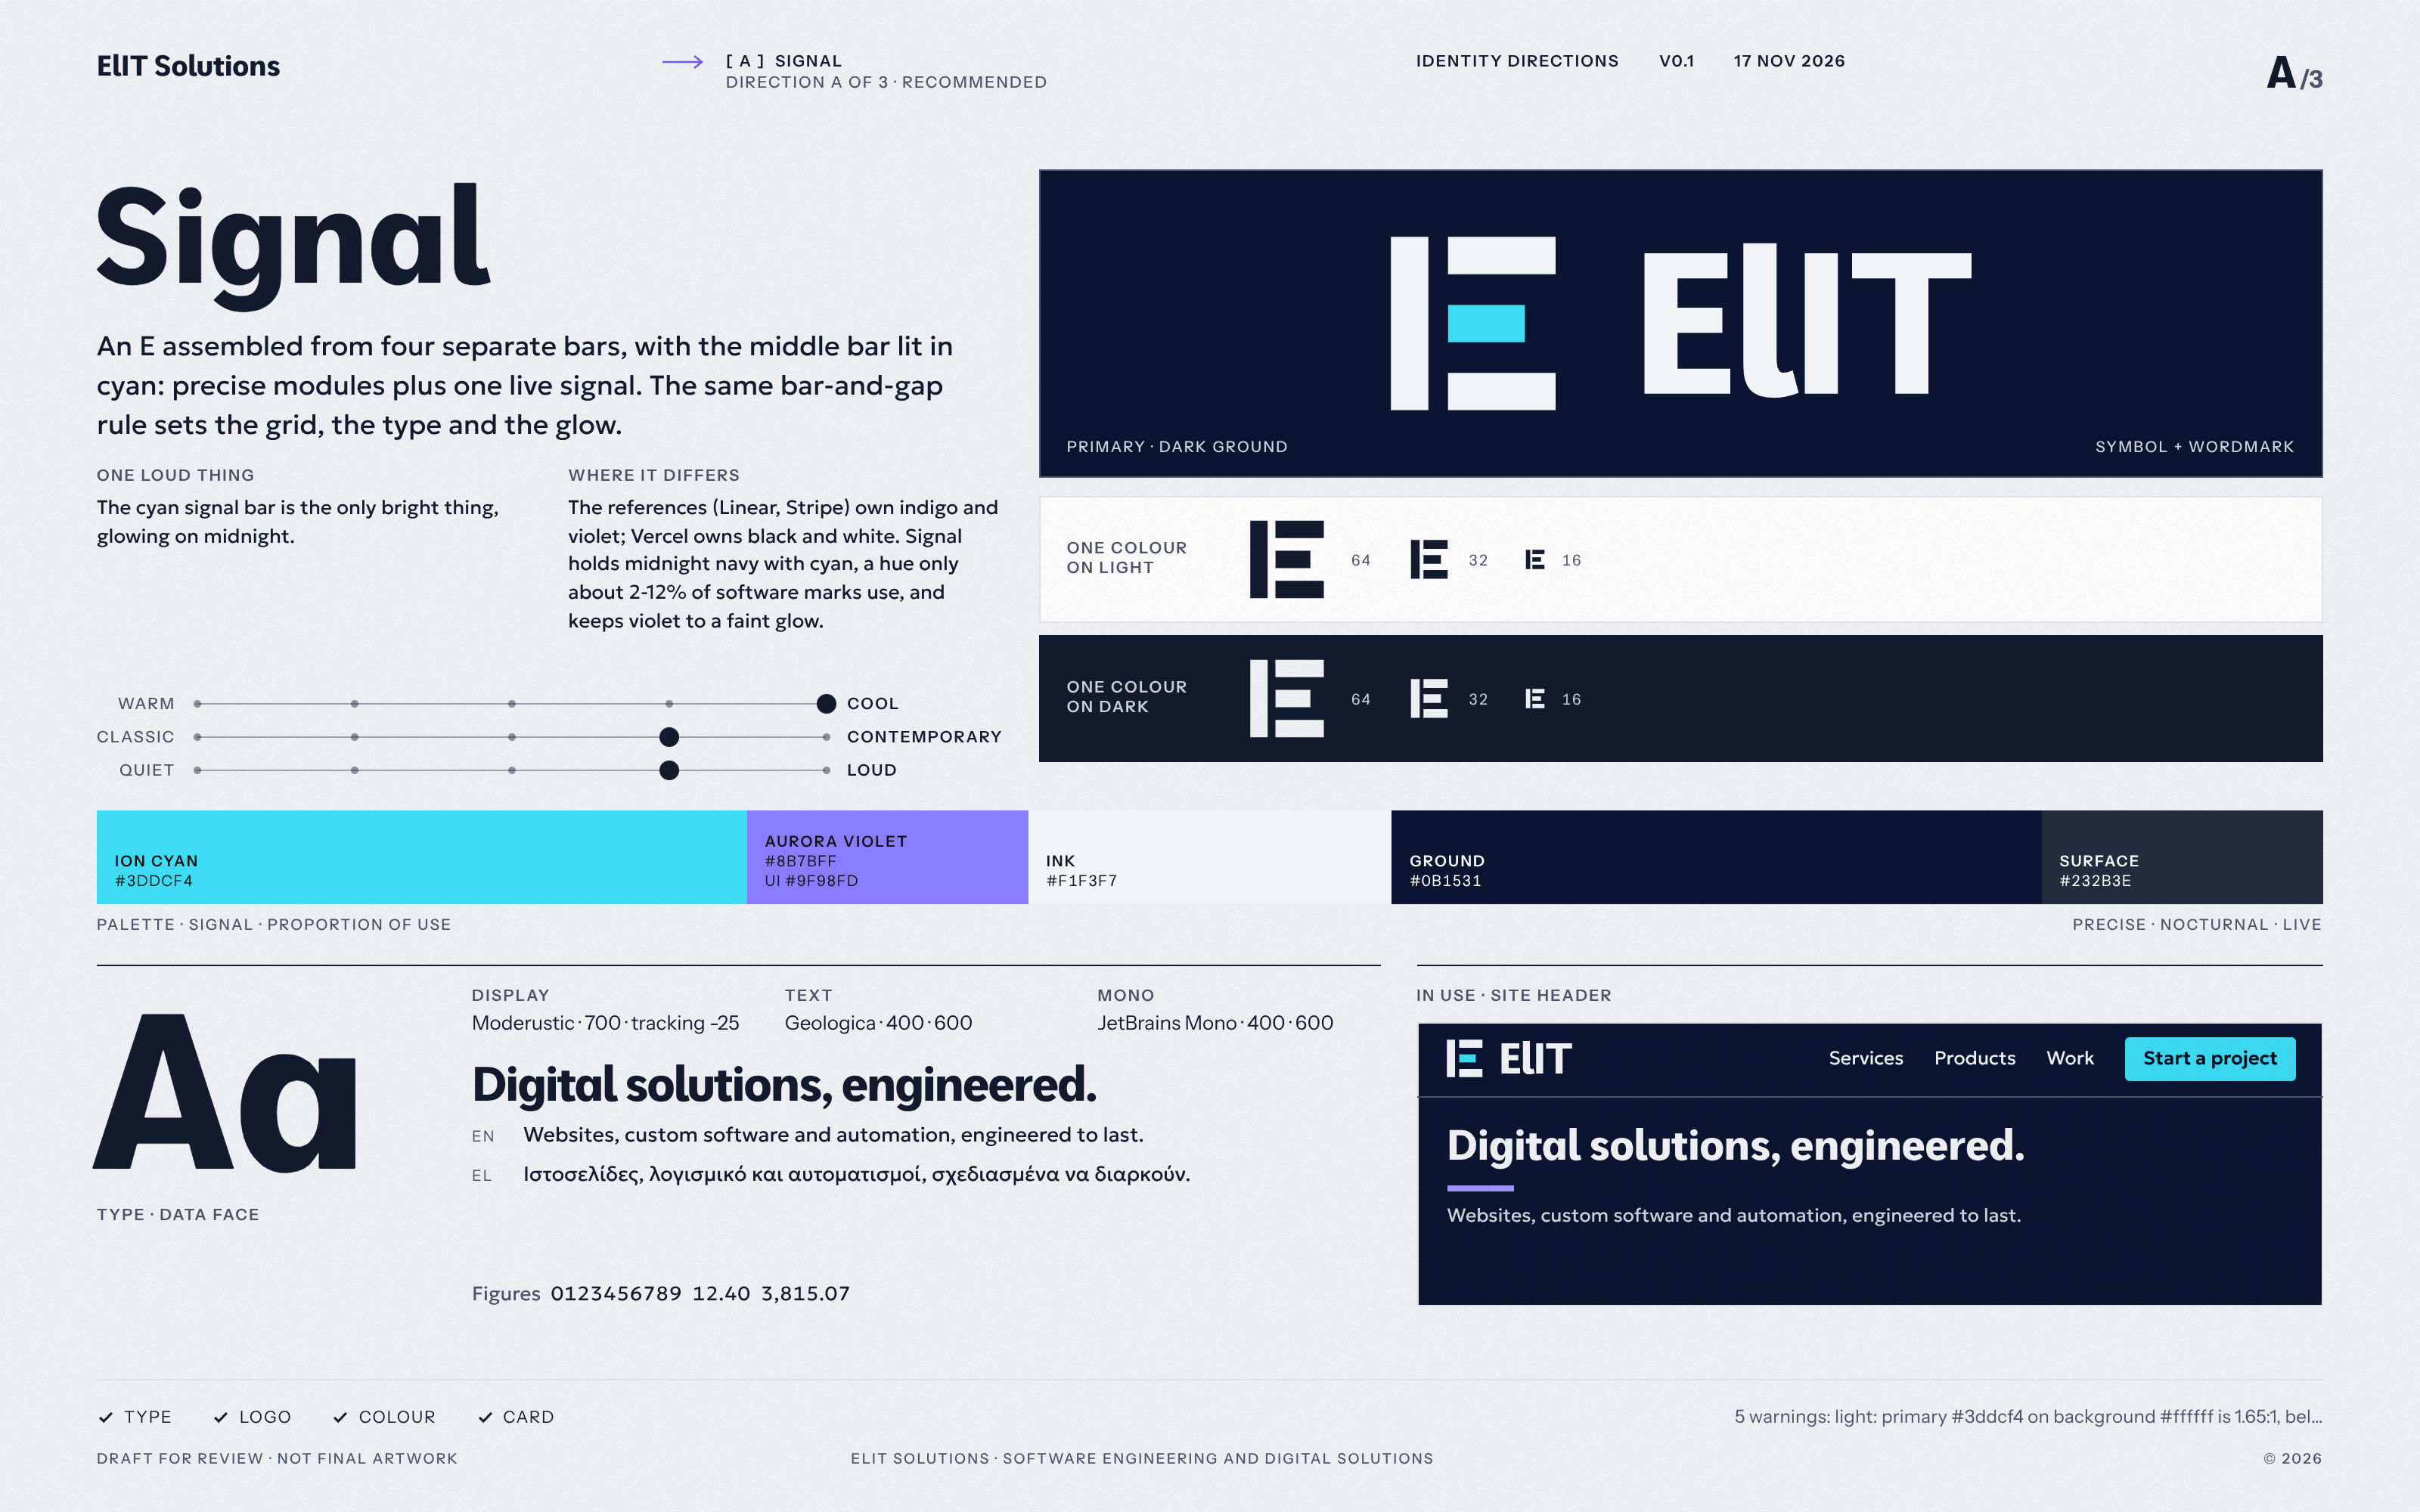 ElIT Solutions
[ A ] SIGNAL
DIRECTION A OF 3 · RECOMMENDED
IDENTITY DIRECTIONS V0.1 17 NOV 2026
A/3
Signal
An E assembled from four separate bars, with the middle bar lit in
cyan: precise modules plus one live signal. The same bar-and-gap
rule sets the grid, the type and the glow.
ONE LOUD THING
The cyan signal bar is the only bright thing,
glowing on midnight.
WHERE IT DIFFERS
The references (Linear, Stripe) own indigo and
violet; Vercel owns black and white. Signal
holds midnight navy with cyan, a hue only
about 2-12% of software marks use, and
keeps violet to a faint glow.
WARM COOL
CLASSIC CONTEMPORARY
QUIET LOUD
E ElIT
PRIMARY · DARK GROUND
SYMBOL + WORDMARK
ONE COLOUR
ON LIGHT
E 64 E 32 E 16
ONE COLOUR
ON DARK
E 64 E 32 E 16
ION CYAN
#3DDCF4
AURORA VIOLET
#8B7BFF
UI #9F98FD
INK
#F1F3F7
GROUND
#0B1531
SURFACE
#232B3E
PALETTE · SIGNAL · PROPORTION OF USE
PRECISE · NOCTURNAL · LIVE
Aa
TYPE · DATA FACE
DISPLAY
Moderustic · 700 · tracking -25
TEXT
Geologica · 400 · 600
MONO
JetBrains Mono · 400 · 600
Digital solutions, engineered.
EN Websites, custom software and automation, engineered to last.
EL Ιστοσελίδες, λογισμικό και αυτοματισμοί, σχεδιασμένα να διαρκούν.
Figures 0123456789 12.40 3,815.07
IN USE · SITE HEADER
E ElIT Services Products Work Start a project
Digital solutions, engineered.
Websites, custom software and automation, engineered to last.
✓ TYPE ✓ LOGO ✓ COLOUR ✓ CARD
5 warnings: light: primary #3ddcf4 on background #ffffff is 1.65:1, bel…
DRAFT FOR REVIEW · NOT FINAL ARTWORK
ELIT SOLUTIONS · SOFTWARE ENGINEERING AND DIGITAL SOLUTIONS
© 2026